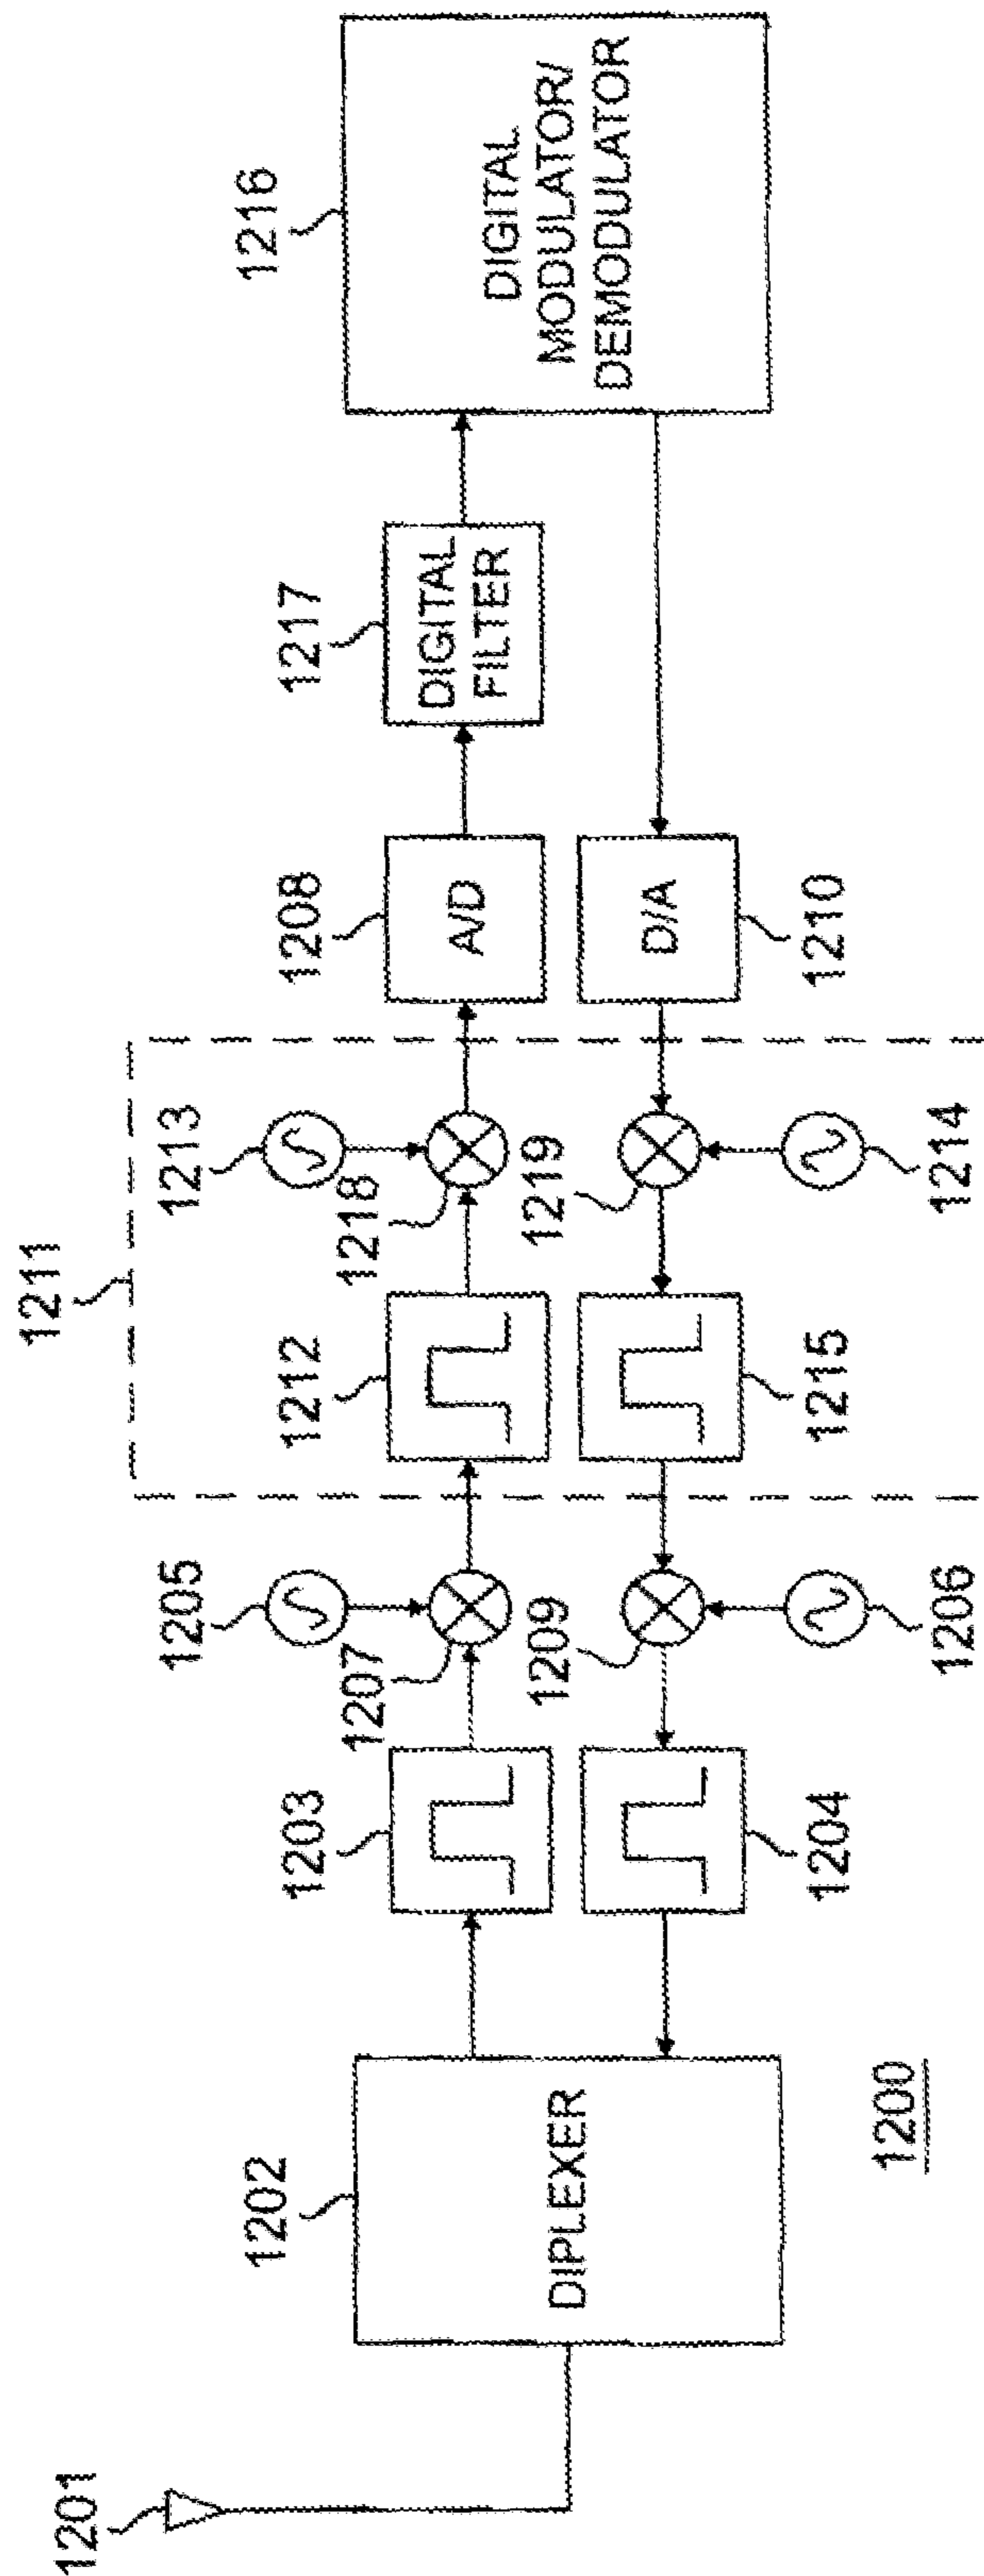 1211
1201
1202
1203
1205
1207
1212
1213
1218
1208
1217
1216
DIPLEXER
A/D
DIGITAL
FILTER
DIGITAL
MODULATOR/
DEMODULATOR
1209
1219
D/A
1204
1206
1215
1214
1210
1200